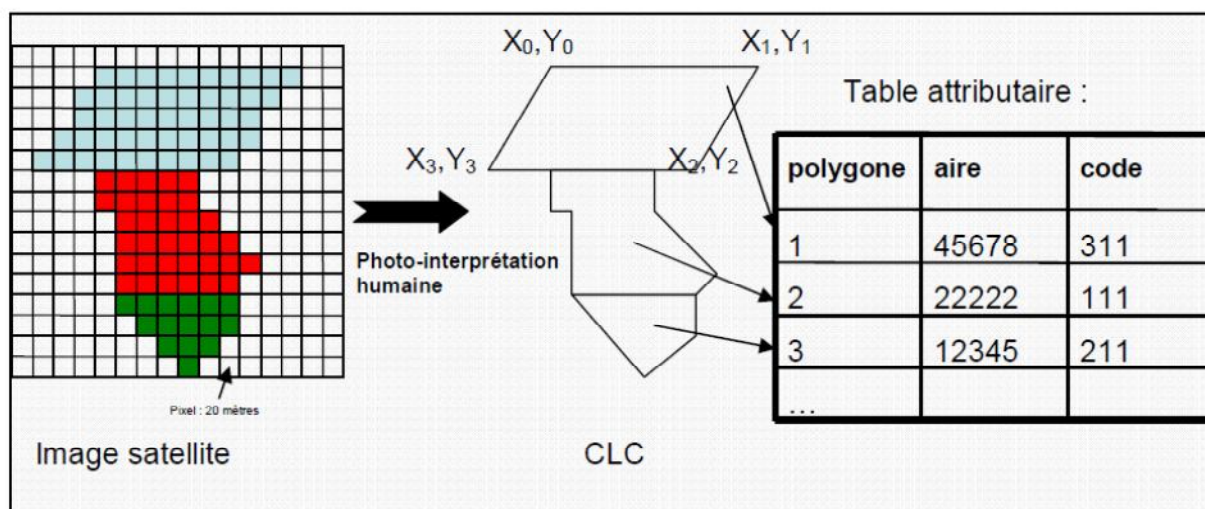 X₀,Y₀
X₁,Y₁
X₃,Y₃
X₂,Y₂
Photo-interprétation
humaine
Pixel : 20 mètres
Image satellite
CLC
Table attributaire :
polygone aire code
1 45678 311
2 22222 111
3 12345 211
...